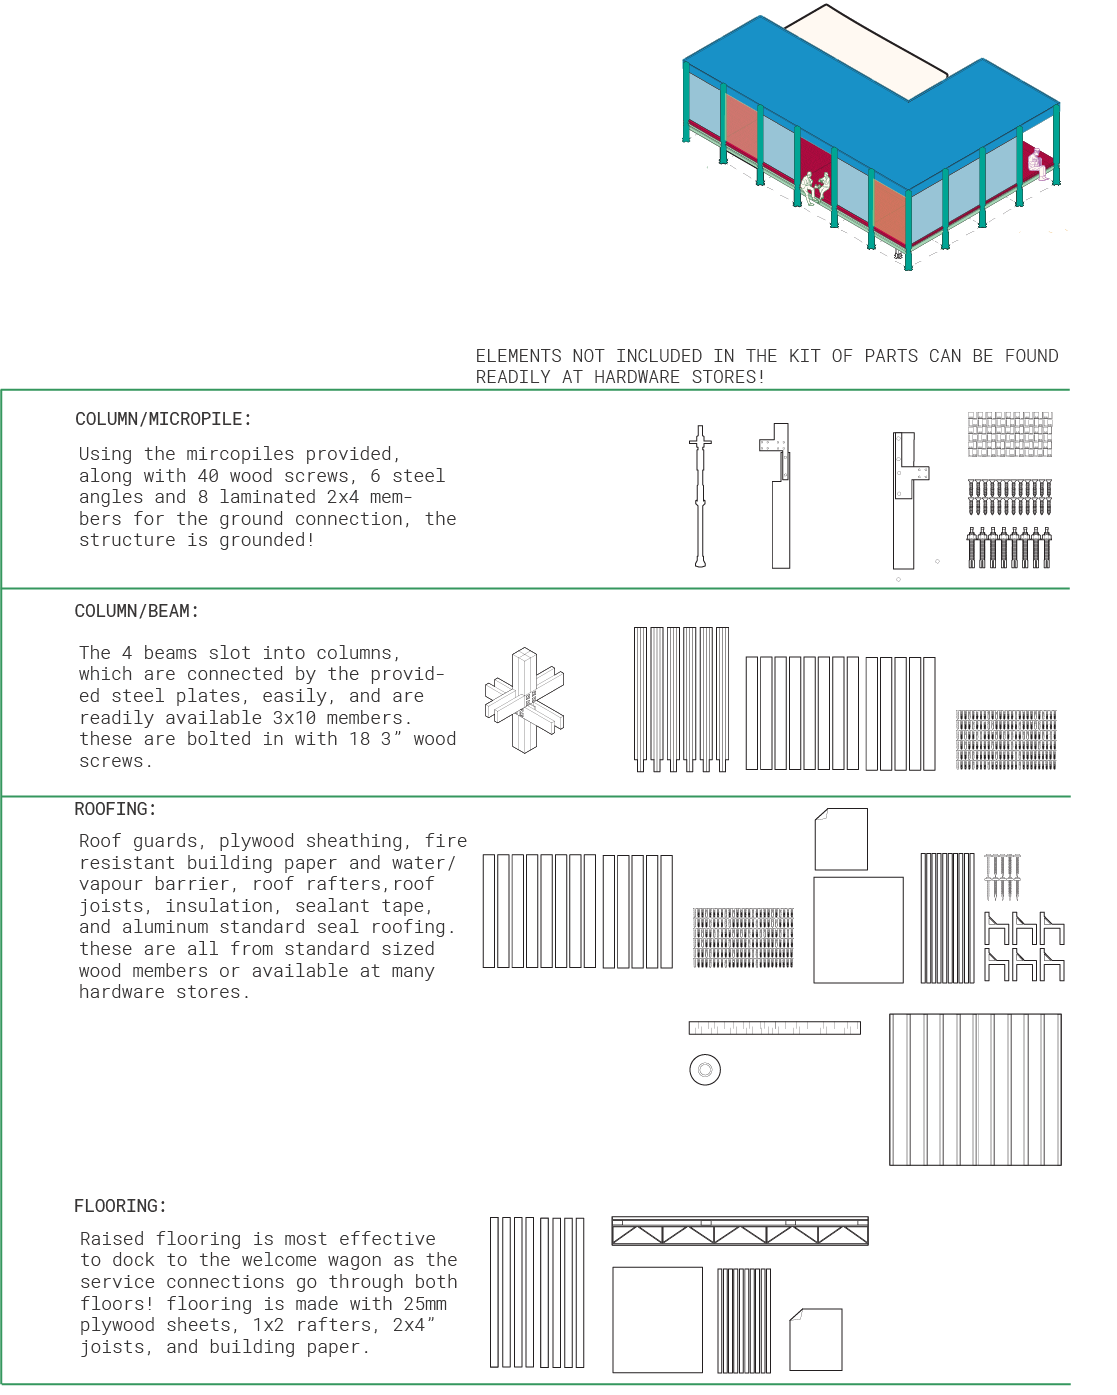 ELEMENTS NOT INCLUDED IN THE KIT OF PARTS CAN BE FOUND
READILY AT HARDWARE STORES!
COLUMN/MICROPILE:
Using the mircopiles provided,
along with 40 wood screws, 6 steel
angles and 8 laminated 2x4 mem-
bers for the ground connection, the
structure is grounded!
COLUMN/BEAM:
The 4 beams slot into columns,
which are connected by the provid-
ed steel plates, easily, and are
readily available 3x10 members.
these are bolted in with 18 3” wood
screws.
ROOFING:
Roof guards, plywood sheathing, fire
resistant building paper and water/
vapour barrier, roof rafters,roof
joists, insulation, sealant tape,
and aluminum standard seal roofing.
these are all from standard sized
wood members or available at many
hardware stores.
FLOORING:
Raised flooring is most effective
to dock to the welcome wagon as the
service connections go through both
floors! flooring is made with 25mm
plywood sheets, 1x2 rafters, 2x4”
joists, and building paper.